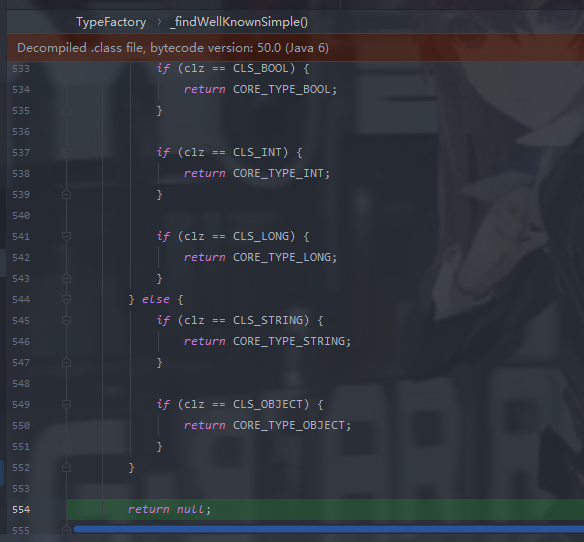 TypeFactory > _findWellKnownSimple()
Decompiled .class file, bytecode version: 50.0 (Java 6)
533 if (clz == CLS_BOOL) {
534 return CORE_TYPE_BOOL;
535 }
536
537 if (clz == CLS_INT) {
538 return CORE_TYPE_INT;
539 }
540
541 if (clz == CLS_LONG) {
542 return CORE_TYPE_LONG;
543 }
544 } else {
545 if (clz == CLS_STRING) {
546 return CORE_TYPE_STRING;
547 }
548
549 if (clz == CLS_OBJECT) {
550 return CORE_TYPE_OBJECT;
551 }
552 }
553
554 return null;
555